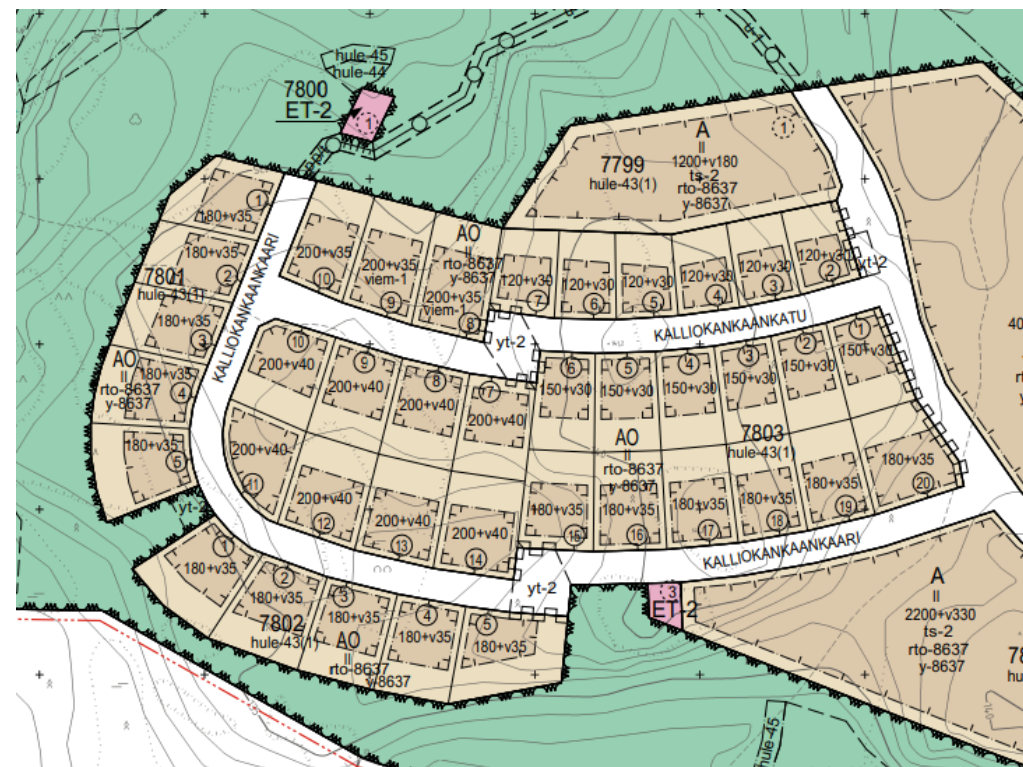 hule-45
hule-44
7800
ET-2
1
A
II
1200+v180
ts-2
rto-8637
y-8637
1
7799
hule-43(1)
180+v35
1
180+v35
2
7801
hule-43(1)
180+v35
3
AO
II
rto-8637
y-8637
180+v35
4
180+v35
5
yt-2
KALLIOKANKAANKAARI
200+v35
10
200+v35
viem-1
9
AO
II
rto-8637
y-8637
200+v35
viem-1
8
120+v30
7
120+v30
6
120+v30
5
120+v30
4
120+v30
3
120+v30
2
yt-2
yt-2
KALLIOKANKAANKATU
10
200+v40
9
200+v40
8
200+v40
7
200+v40
6
150+v30
5
150+v30
4
150+v30
3
150+v30
2
150+v30
1
150+v30
AO
II
rto-8637
y-8637
7803
hule-43(1)
200+v40
11
200+v40
12
200+v40
13
200+v40
14
180+v35
15
180+v35
16
180+v35
17
180+v35
18
180+v35
19
180+v35
20
KALLIOKANKAANKAARI
yt-2
1
180+v35
2
180+v35
3
180+v35
4
180+v35
5
180+v35
7802
hule-43(1)
AO
II
rto-8637
y-8637
3
ET-2
A
II
2200+v330
ts-2
rto-8637
y-8637
hule-45
140
40